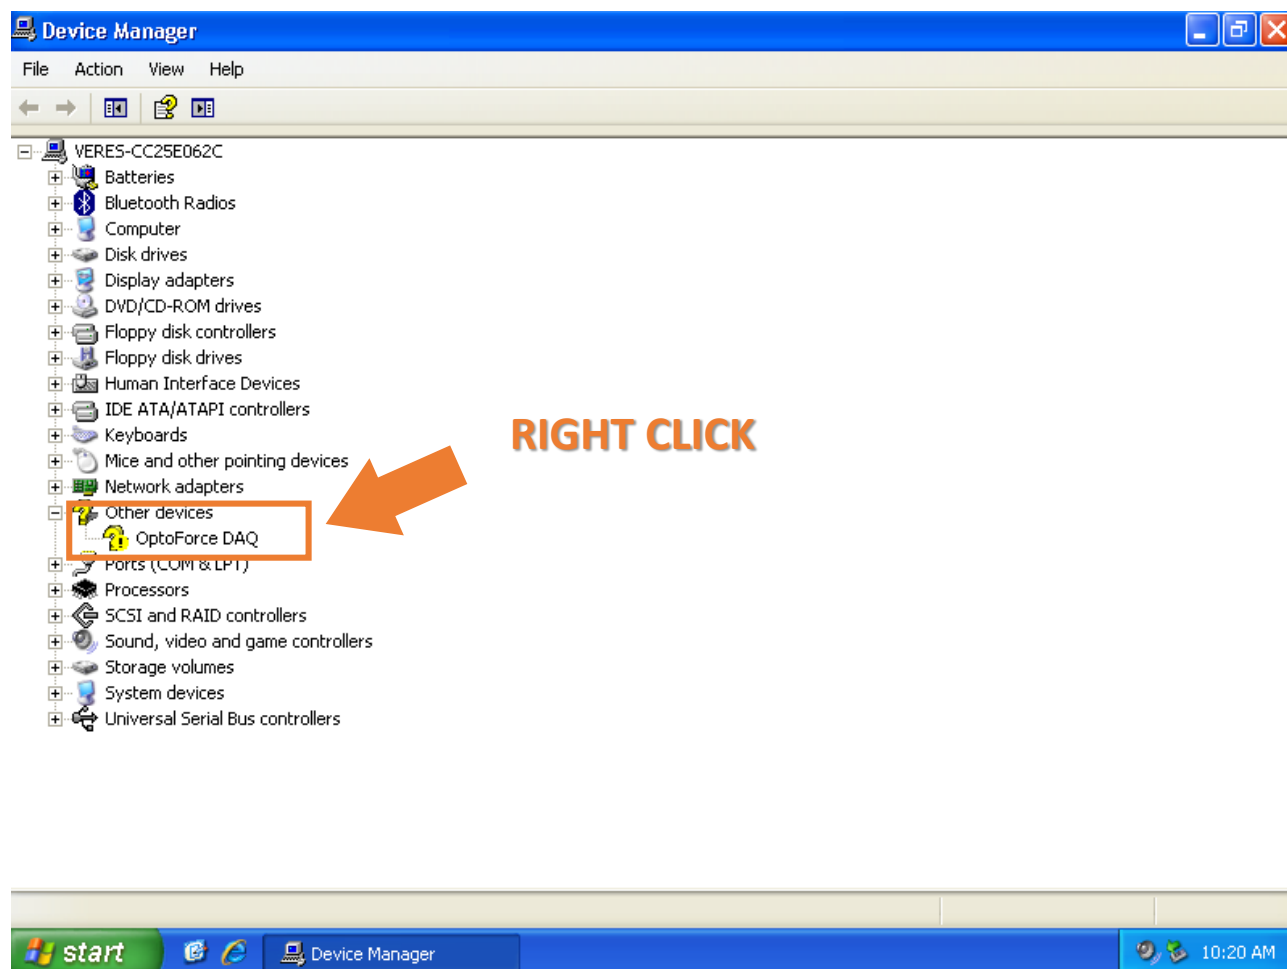 Device Manager
File Action View Help
VERES-CC25E062C
Batteries
Bluetooth Radios
Computer
Disk drives
Display adapters
DVD/CD-ROM drives
Floppy disk controllers
Floppy disk drives
Human Interface Devices
IDE ATA/ATAPI controllers
RIGHT CLICK
Keyboards
Mice and other pointing devices
Network adapters
Other devices
OptoForce DAQ
Ports (COM & LPT)
Processors
SCSI and RAID controllers
Sound, video and game controllers
Storage volumes
System devices
Universal Serial Bus controllers
start Device Manager 10:20 AM